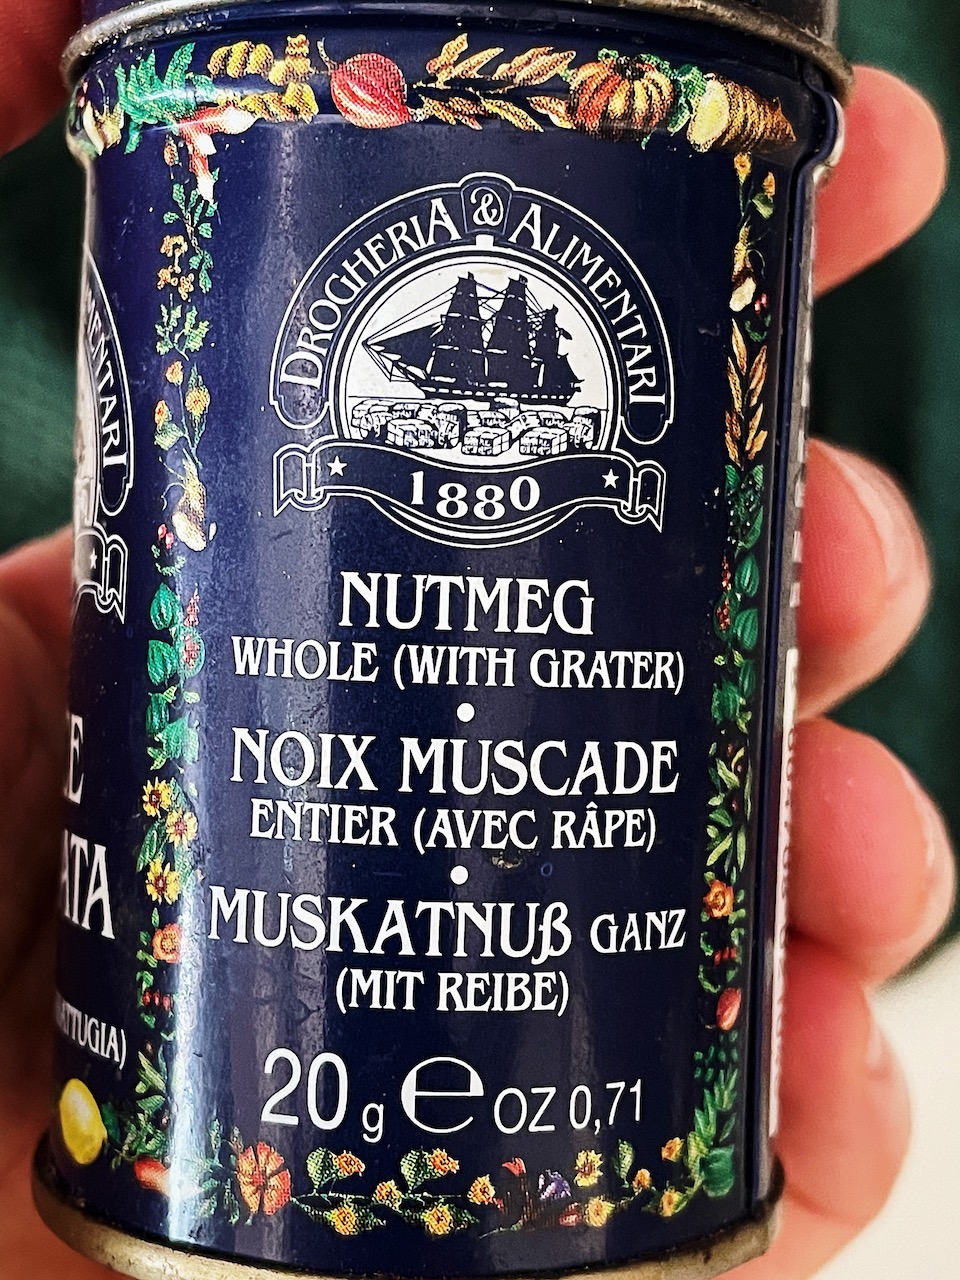 DROGHERIA & ALIMENTARI
1880
NUTMEG
WHOLE (WITH GRATER)
•
NOIX MUSCADE
ENTIER (AVEC RÂPE)
•
MUSKATNUß GANZ
(MIT REIBE)
20 g ℮ OZ 0,71